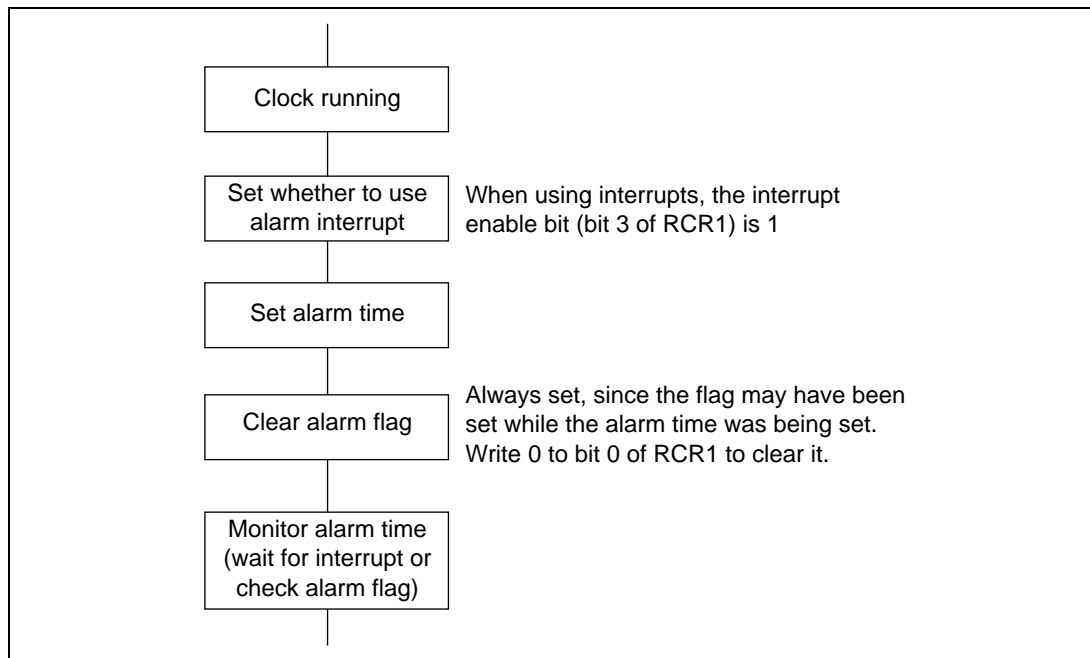 Clock running
Set whether to use
alarm interrupt
When using interrupts, the interrupt
enable bit (bit 3 of RCR1) is 1
Set alarm time
Clear alarm flag
Always set, since the flag may have been
set while the alarm time was being set.
Write 0 to bit 0 of RCR1 to clear it.
Monitor alarm time
(wait for interrupt or
check alarm flag)